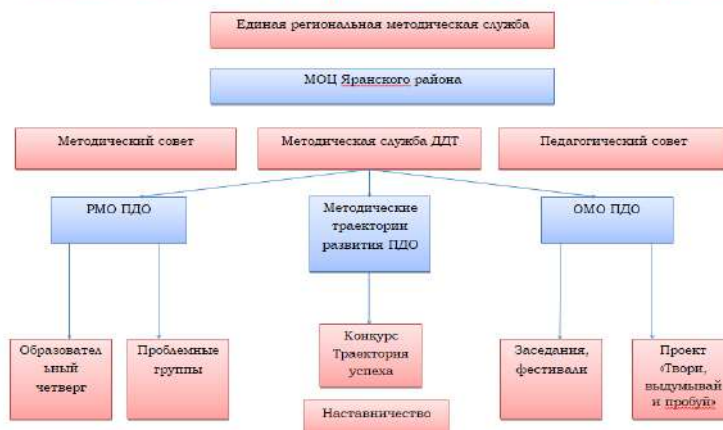 Единая региональная методическая служба
МОЦ Яранского района
Методический совет
Методическая служба ДДТ
Педагогический совет
РМО ПДО
Методические
траектории
развития ПДО
ОМО ПДО
Образовател
ьный
четверг
Проблемные
группы
Конкурс
Траектория
успеха
Заседания,
фестивали
Проект
«Твори,
выдумывай
и пробуй»
Наставничество